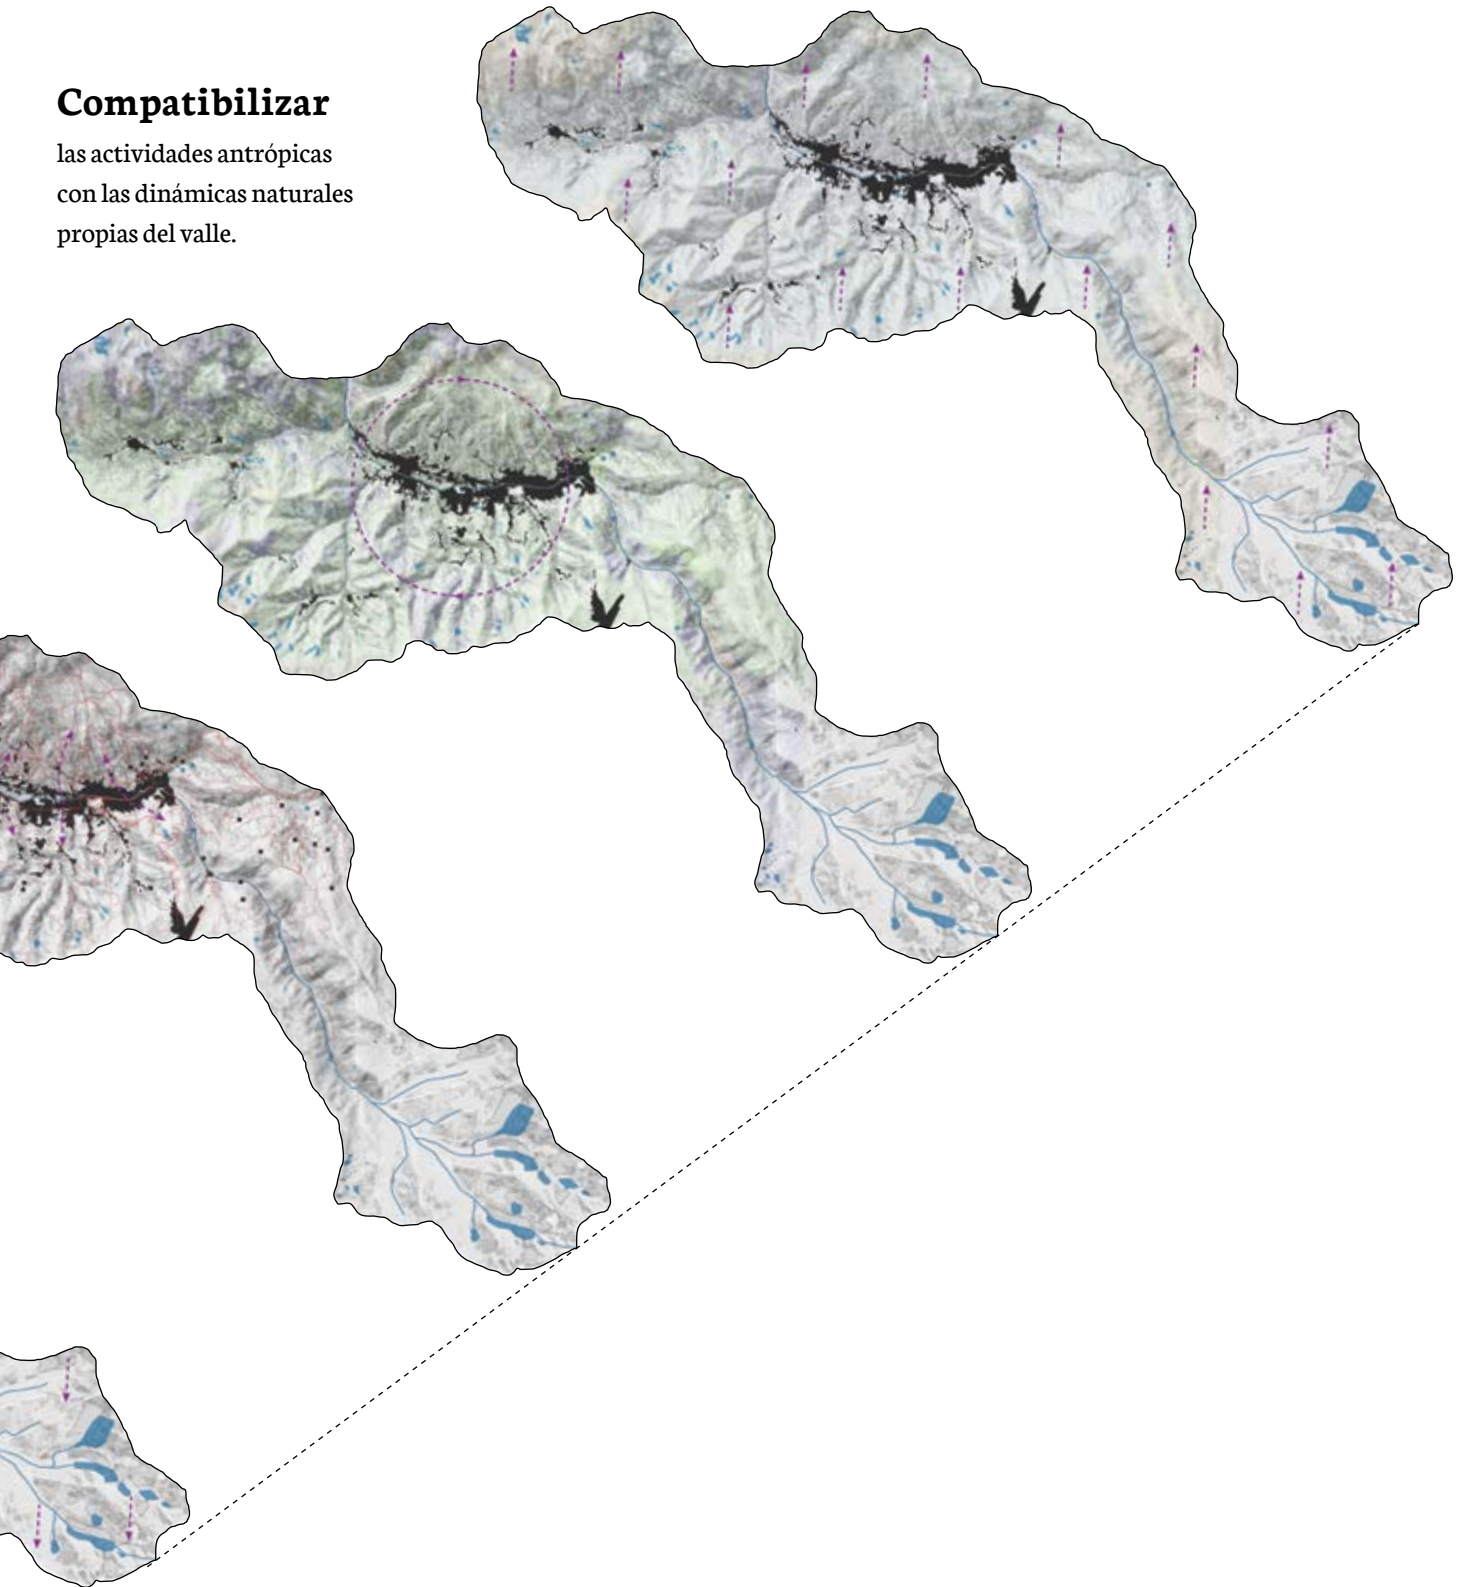 Compatibilizar
las actividades antrópicas
con las dinámicas naturales
propias del valle.